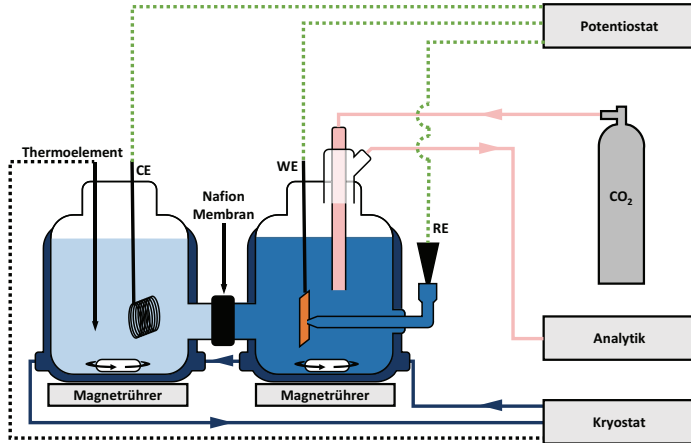 Potentiostat
Thermoelement
CE
WE
Nafion
Membran
RE
CO₂
Analytik
Magnetrührer
Magnetrührer
Kryostat